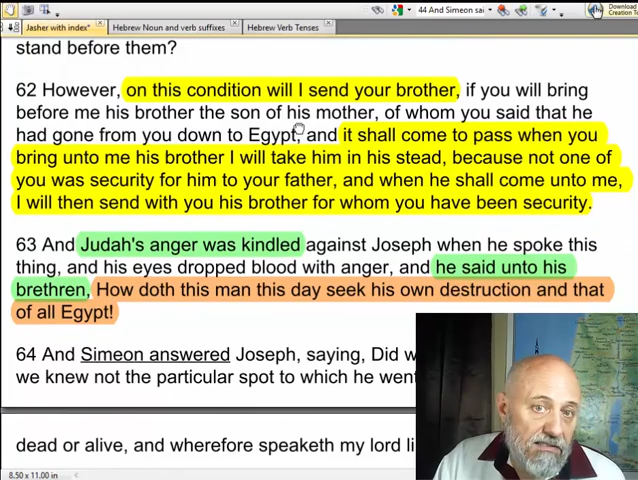 44 And Simeon sai
Download
Creation T
Jasher with index*
Hebrew Noun and verb suffixes
Hebrew Verb Tenses
stand before them?
62 However, on this condition will I send your brother, if you will bring
before me his brother the son of his mother, of whom you said that he
had gone from you down to Egypt, and it shall come to pass when you
bring unto me his brother I will take him in his stead, because not one of
you was security for him to your father, and when he shall come unto me,
I will then send with you his brother for whom you have been security.
63 And Judah's anger was kindled against Joseph when he spoke this
thing, and his eyes dropped blood with anger, and he said unto his
brethren, How doth this man this day seek his own destruction and that
of all Egypt!
64 And Simeon answered Joseph, saying, Did w
we knew not the particular spot to which he went
dead or alive, and wherefore speaketh my lord li
8.50 x 11.00 in